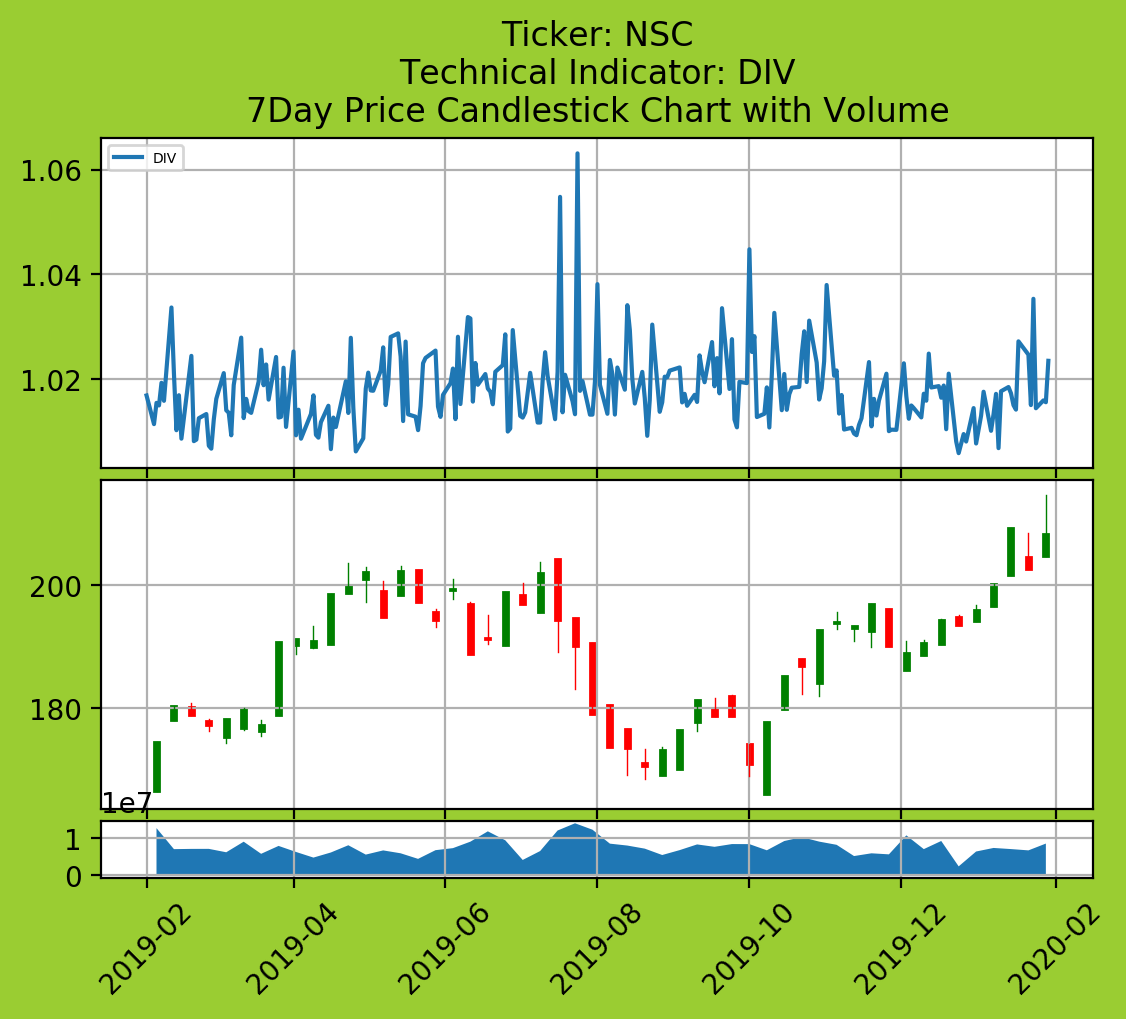 Ticker: NSC
Technical Indicator: DIV
7Day Price Candlestick Chart with Volume
DIV
1.06
1.04
1.02
200
180
1e7
1
0
2019-02
2019-04
2019-06
2019-08
2019-10
2019-12
2020-02